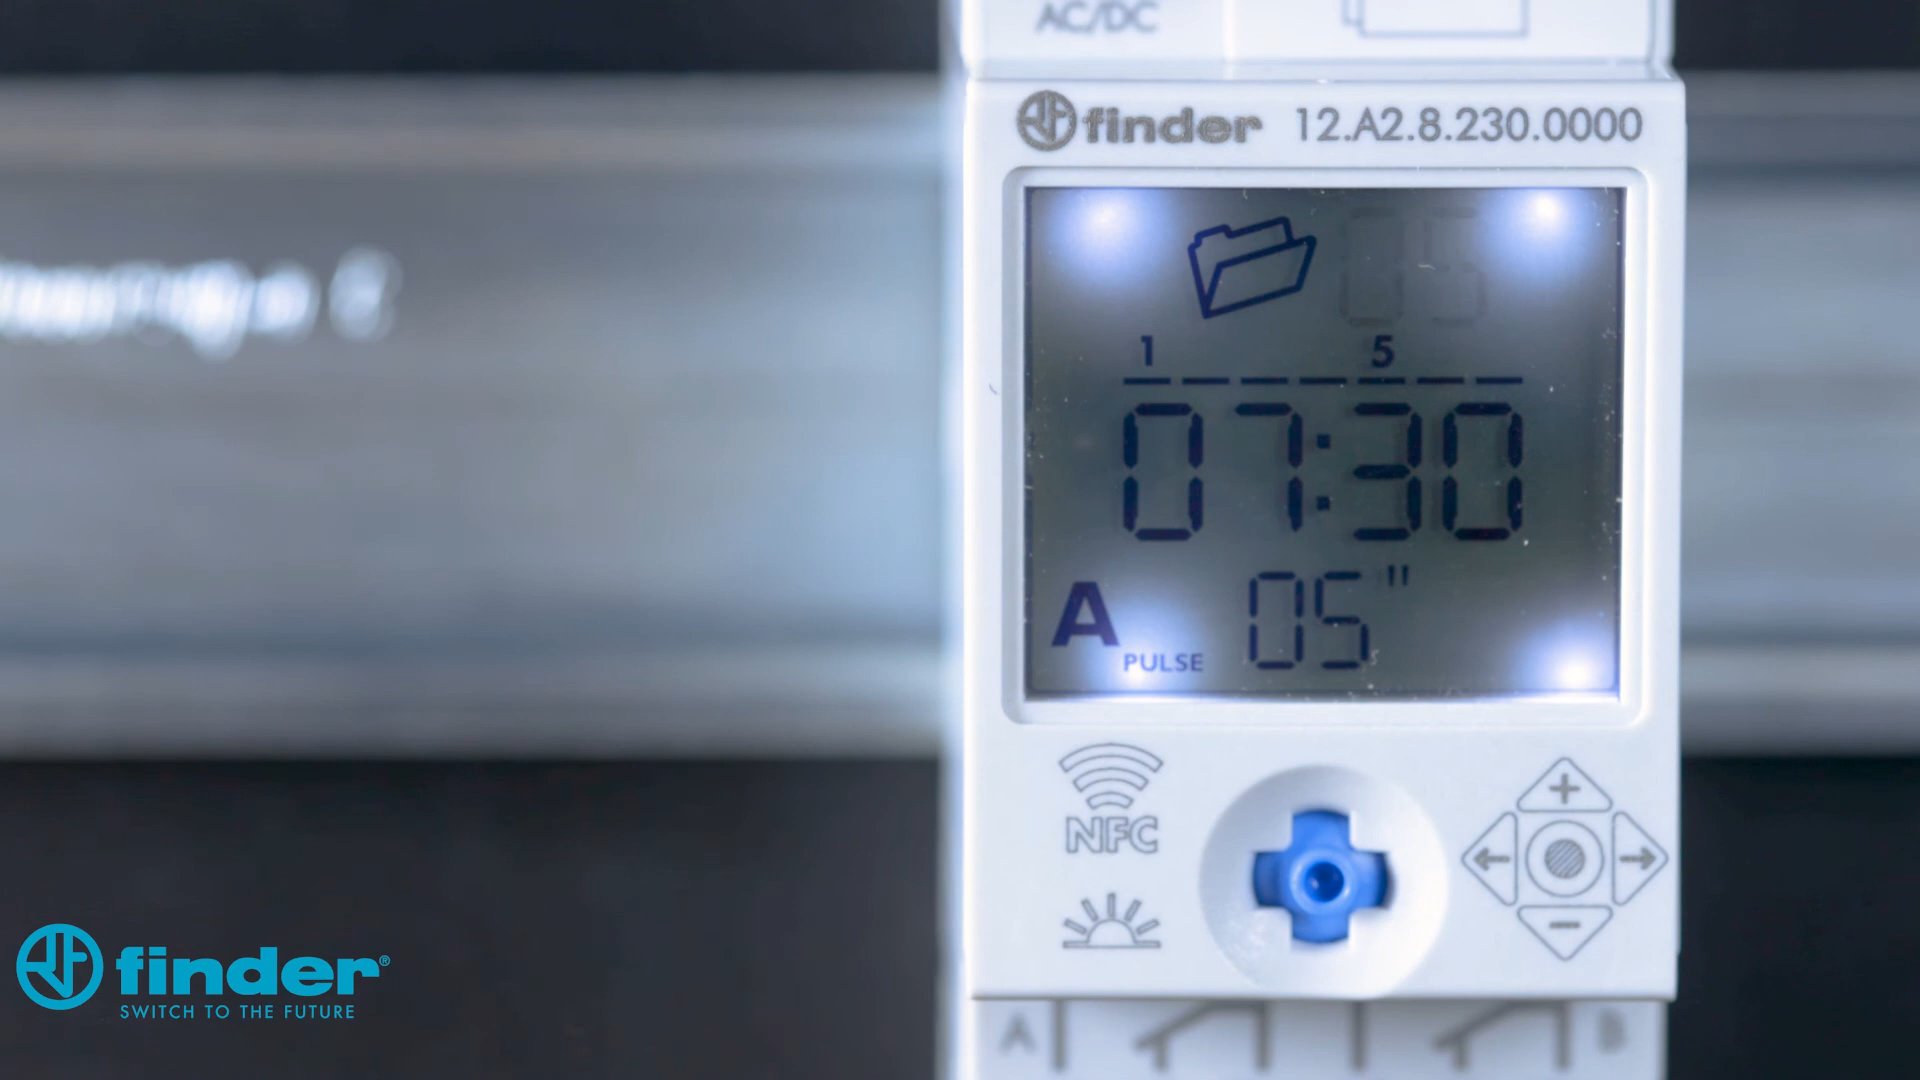 AC/DC
finder 12.A2.8.230.0000
1 5
07:30
A PULSE 05"
NFC
+
← →
−
A B
finder®
SWITCH TO THE FUTURE